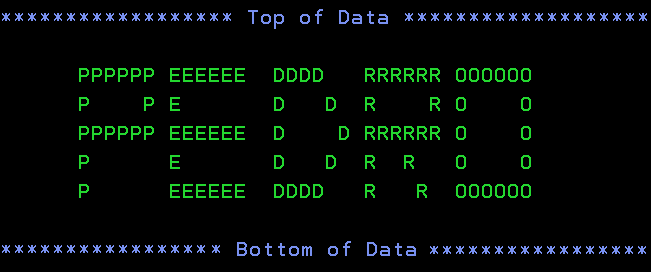 ****************** Top of Data *******************
PPPPPP EEEEEE  DDDD   RRRRRR OOOOOO
P    P E       D   D  R    R O    O
PPPPPP EEEEEE  D    D RRRRRR O    O
P      E       D   D  R  R   O    O
P      EEEEEE  DDDD   R   R  OOOOOO
***************** Bottom of Data *****************